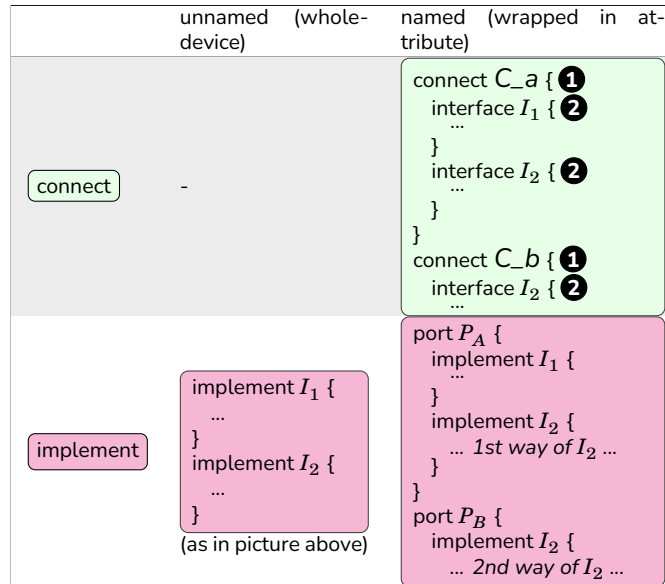 unnamed (whole-
device)
named (wrapped in at-
tribute)
connect
-
connect C_a { 1
interface I₁ { 2
...
}
interface I₂ { 2
...
}
}
connect C_b { 1
interface I₂ { 2
...
implement
implement I₁ {
...
}
implement I₂ {
...
}
(as in picture above)
port P_A {
implement I₁ {
...
}
implement I₂ {
... 1st way of I₂ ...
}
}
port P_B {
implement I₂ {
... 2nd way of I₂ ...